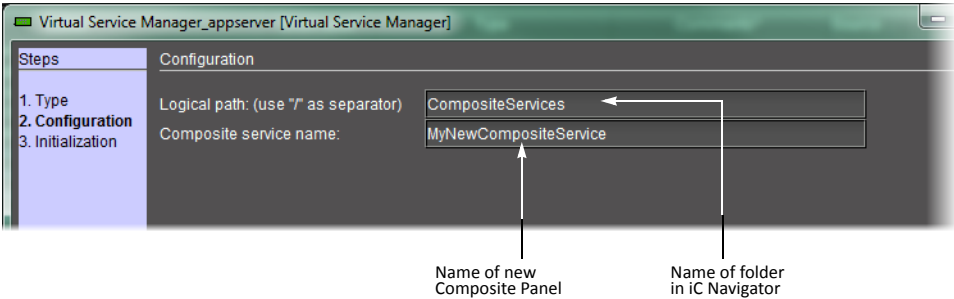 Virtual Service Manager_appserver [Virtual Service Manager]
Steps
Configuration
1. Type
2. Configuration
3. Initialization
Logical path: (use "/" as separator)
CompositeServices
Composite service name:
MyNewCompositeService
Name of new
Composite Panel
Name of folder
in iC Navigator